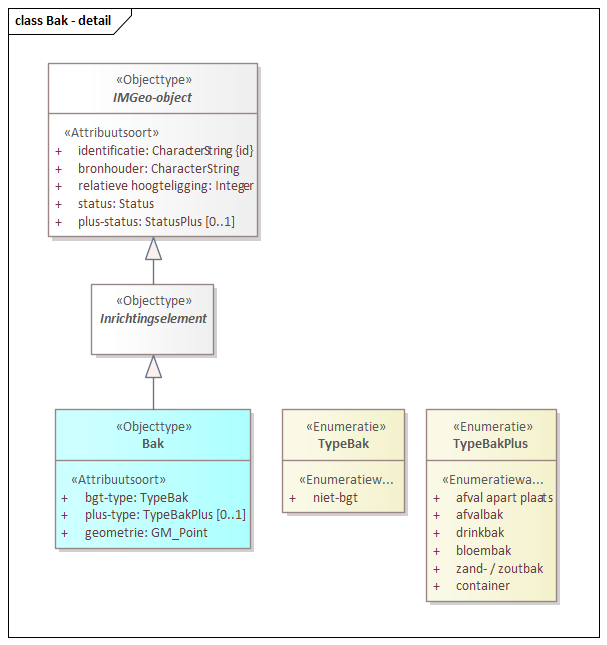 class Bak - detail
«Objecttype»
IMGeo-object
«Attribuutsoort»
+ identificatie: CharacterString {id}
+ bronhouder: CharacterString
+ relatieve hoogteligging: Integer
+ status: Status
+ plus-status: StatusPlus [0..1]
«Objecttype»
Inrichtingselement
«Objecttype»
Bak
«Attribuutsoort»
+ bgt-type: TypeBak
+ plus-type: TypeBakPlus [0..1]
+ geometrie: GM_Point
«Enumeratie»
TypeBak
«Enumeratiew...
+ niet-bgt
«Enumeratie»
TypeBakPlus
«Enumeratiewa...
+ afval apart plaats
+ afvalbak
+ drinkbak
+ bloembak
+ zand- / zoutbak
+ container